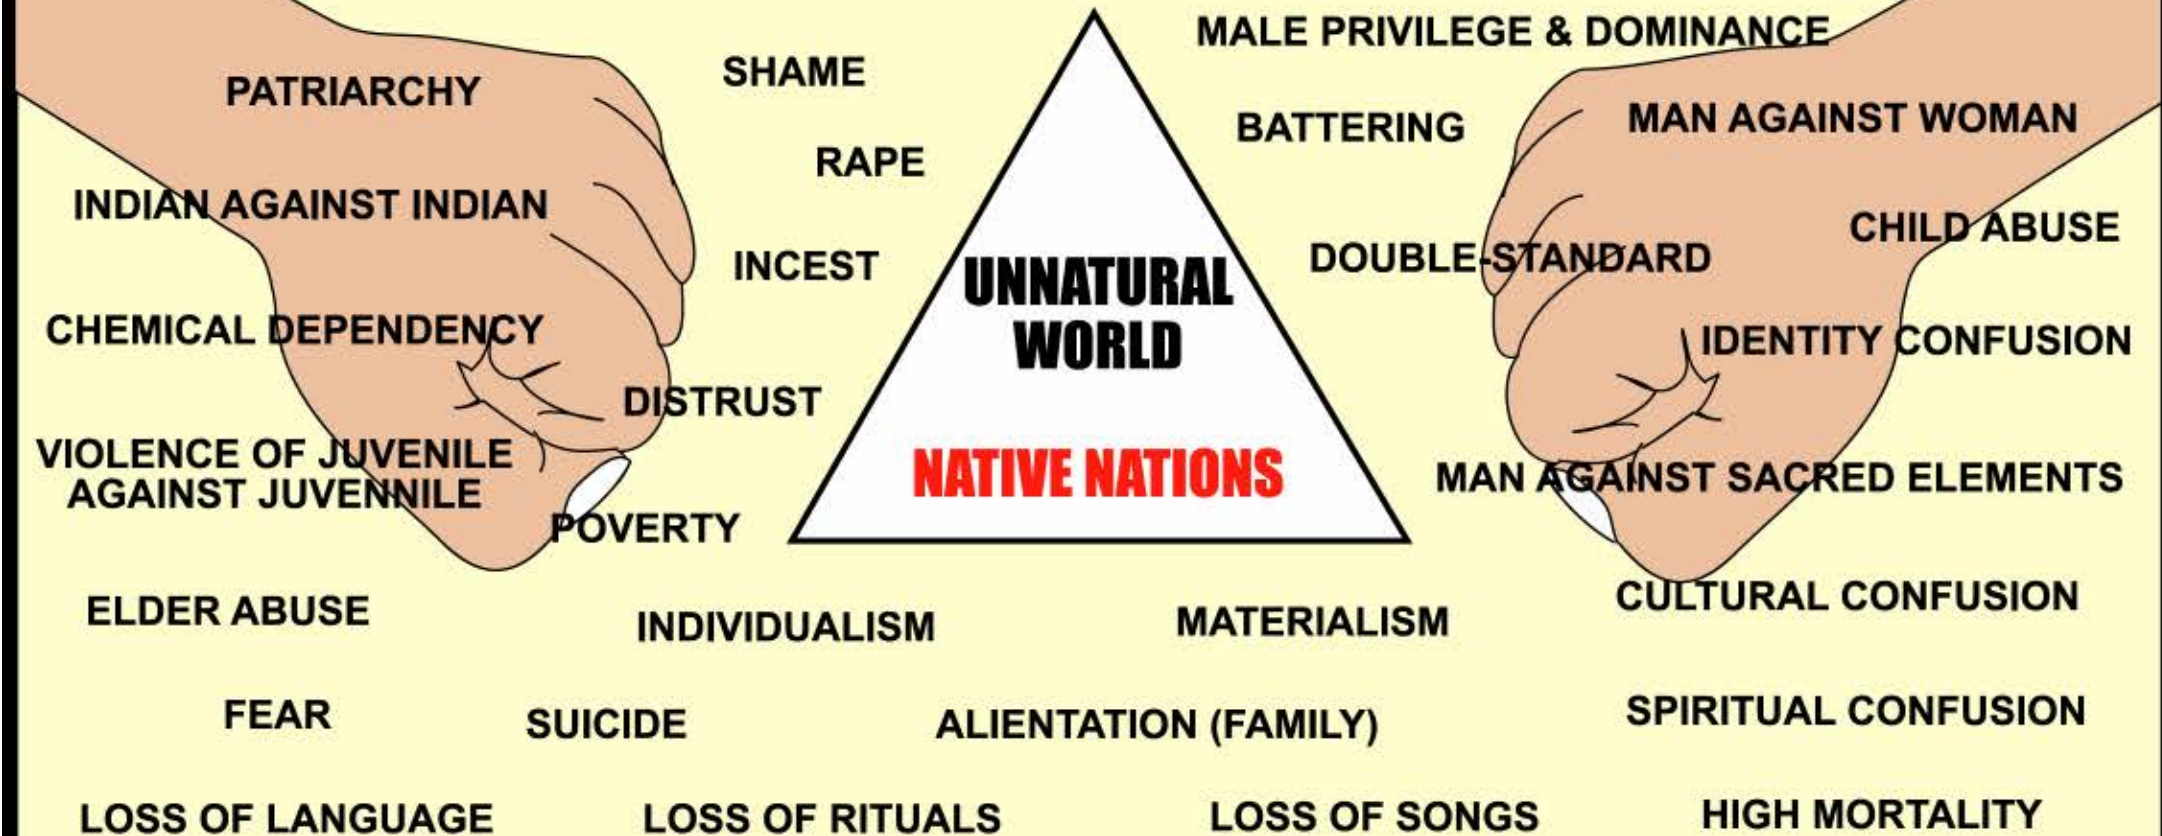 MALE PRIVILEGE & DOMINANCE
SHAME
PATRIARCHY
MAN AGAINST WOMAN
BATTERING
RAPE
INDIAN AGAINST INDIAN
CHILD ABUSE
INCEST
DOUBLE-STANDARD
UNNATURAL
WORLD
CHEMICAL DEPENDENCY
IDENTITY CONFUSION
DISTRUST
VIOLENCE OF JUVENILE
AGAINST JUVENNILE
NATIVE NATIONS
MAN AGAINST SACRED ELEMENTS
POVERTY
ELDER ABUSE
INDIVIDUALISM
MATERIALISM
CULTURAL CONFUSION
FEAR
SUICIDE
ALIENTATION (FAMILY)
SPIRITUAL CONFUSION
LOSS OF LANGUAGE
LOSS OF RITUALS
LOSS OF SONGS
HIGH MORTALITY